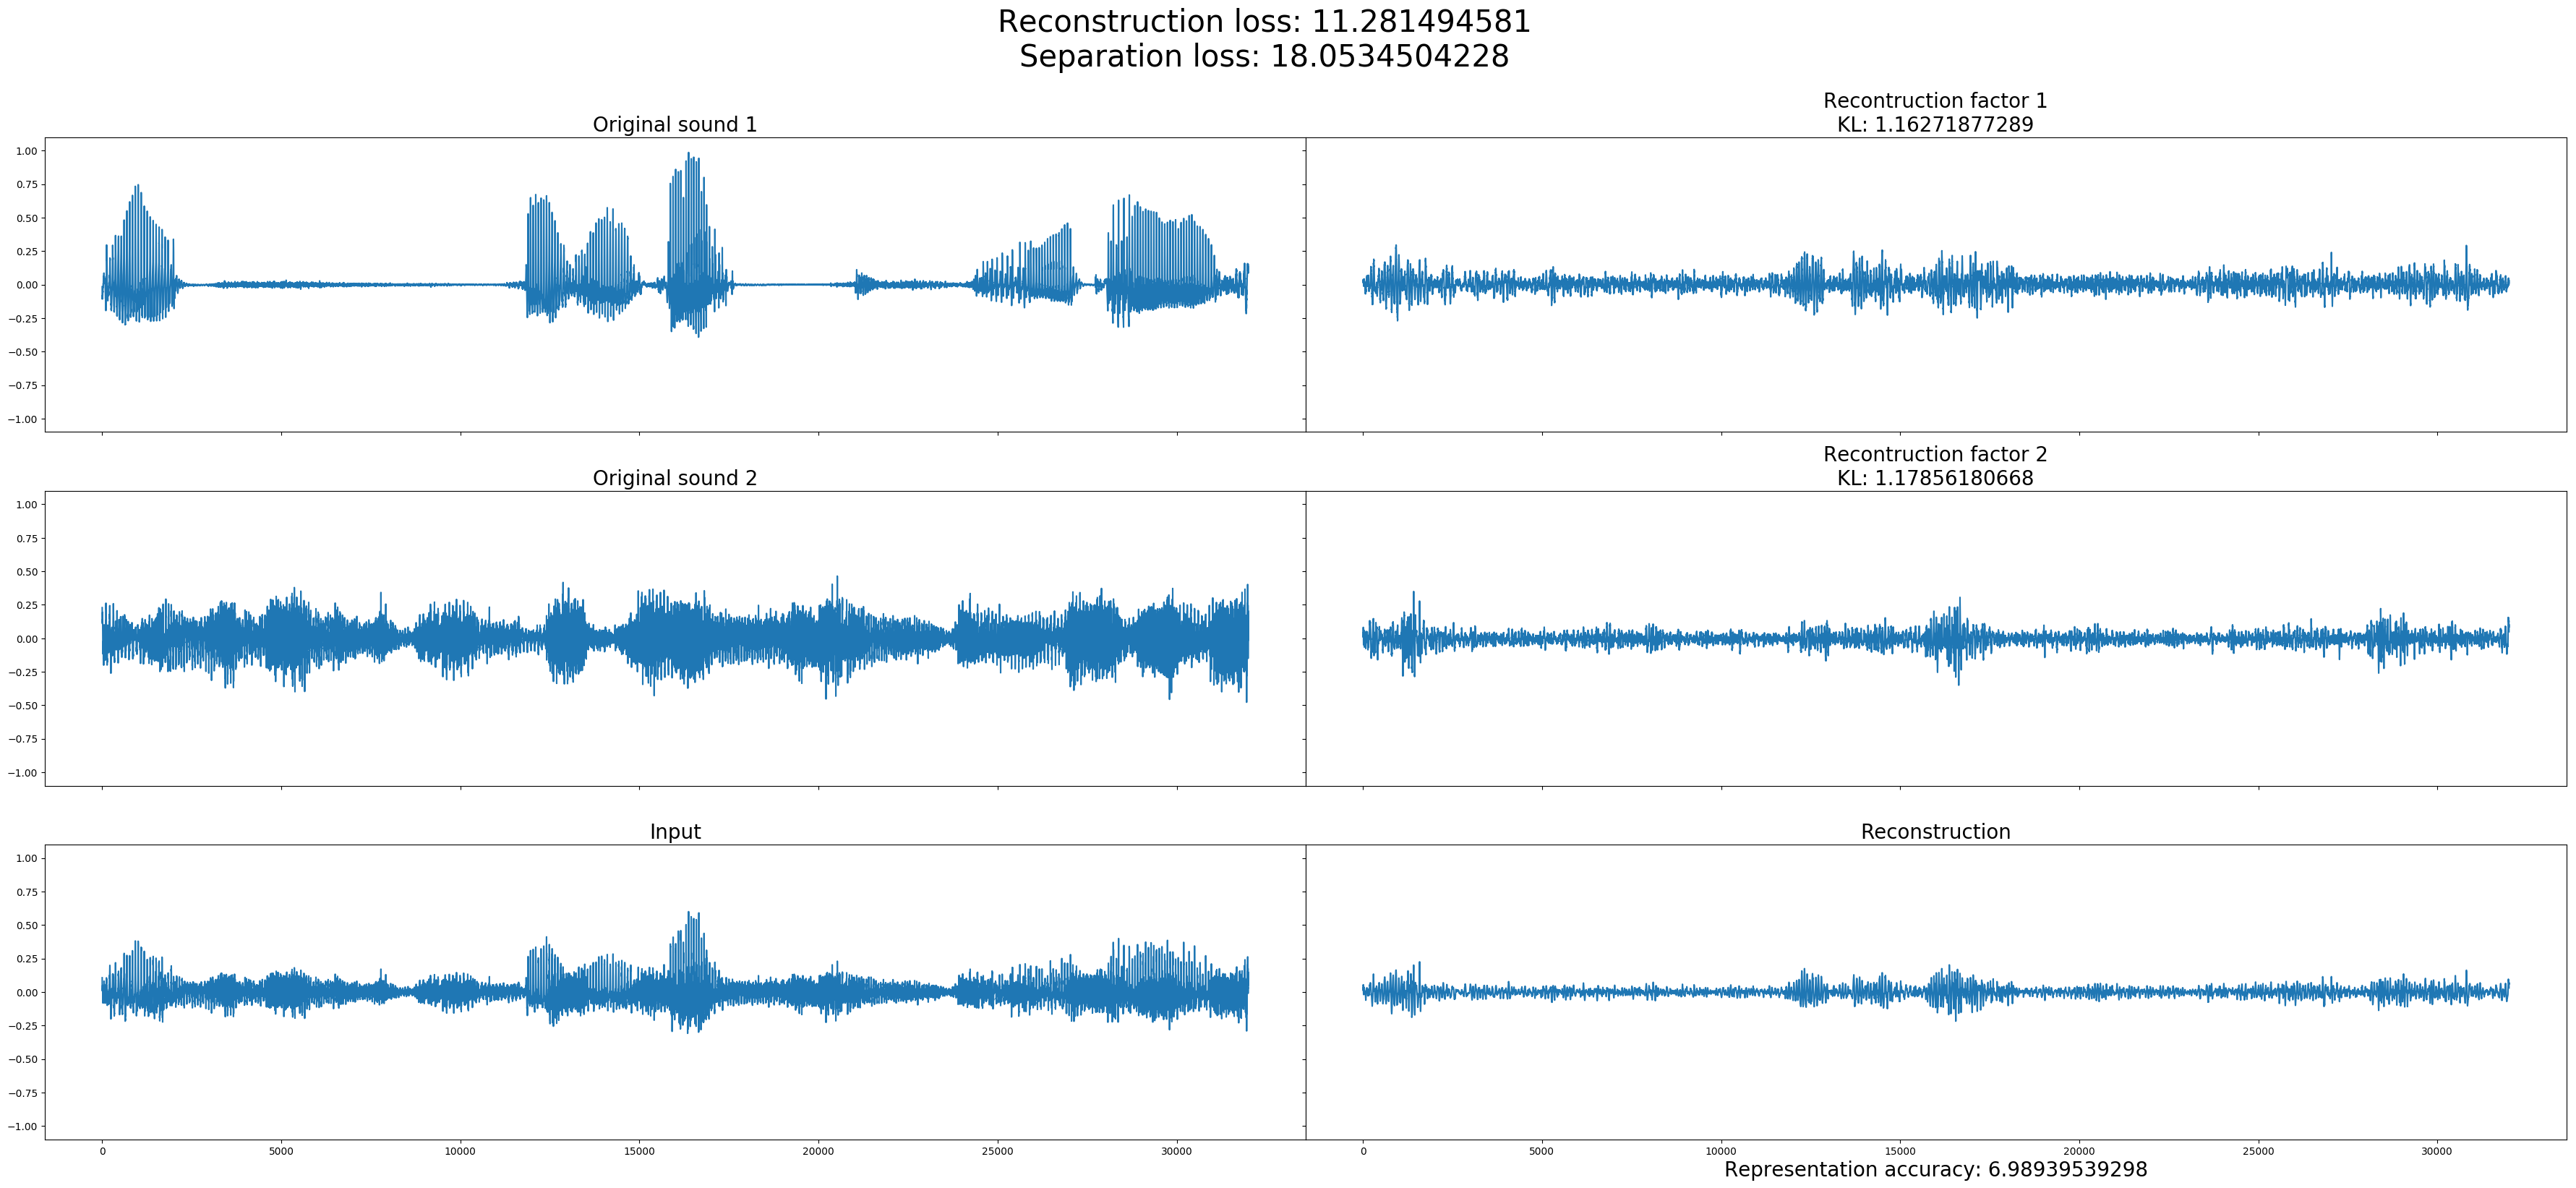 Reconstruction loss: 11.281494581
Separation loss: 18.0534504228
Original sound 1
Recontruction factor 1
KL: 1.16271877289
1.00
0.75
0.50
0.25
0.00
−0.25
−0.50
−0.75
−1.00
Original sound 2
Recontruction factor 2
KL: 1.17856180668
1.00
0.75
0.50
0.25
0.00
−0.25
−0.50
−0.75
−1.00
Input
Reconstruction
1.00
0.75
0.50
0.25
0.00
−0.25
−0.50
−0.75
−1.00
0 5000 10000 15000 20000 25000 30000
0 5000 10000 15000 20000 25000 30000
Representation accuracy: 6.98939539298